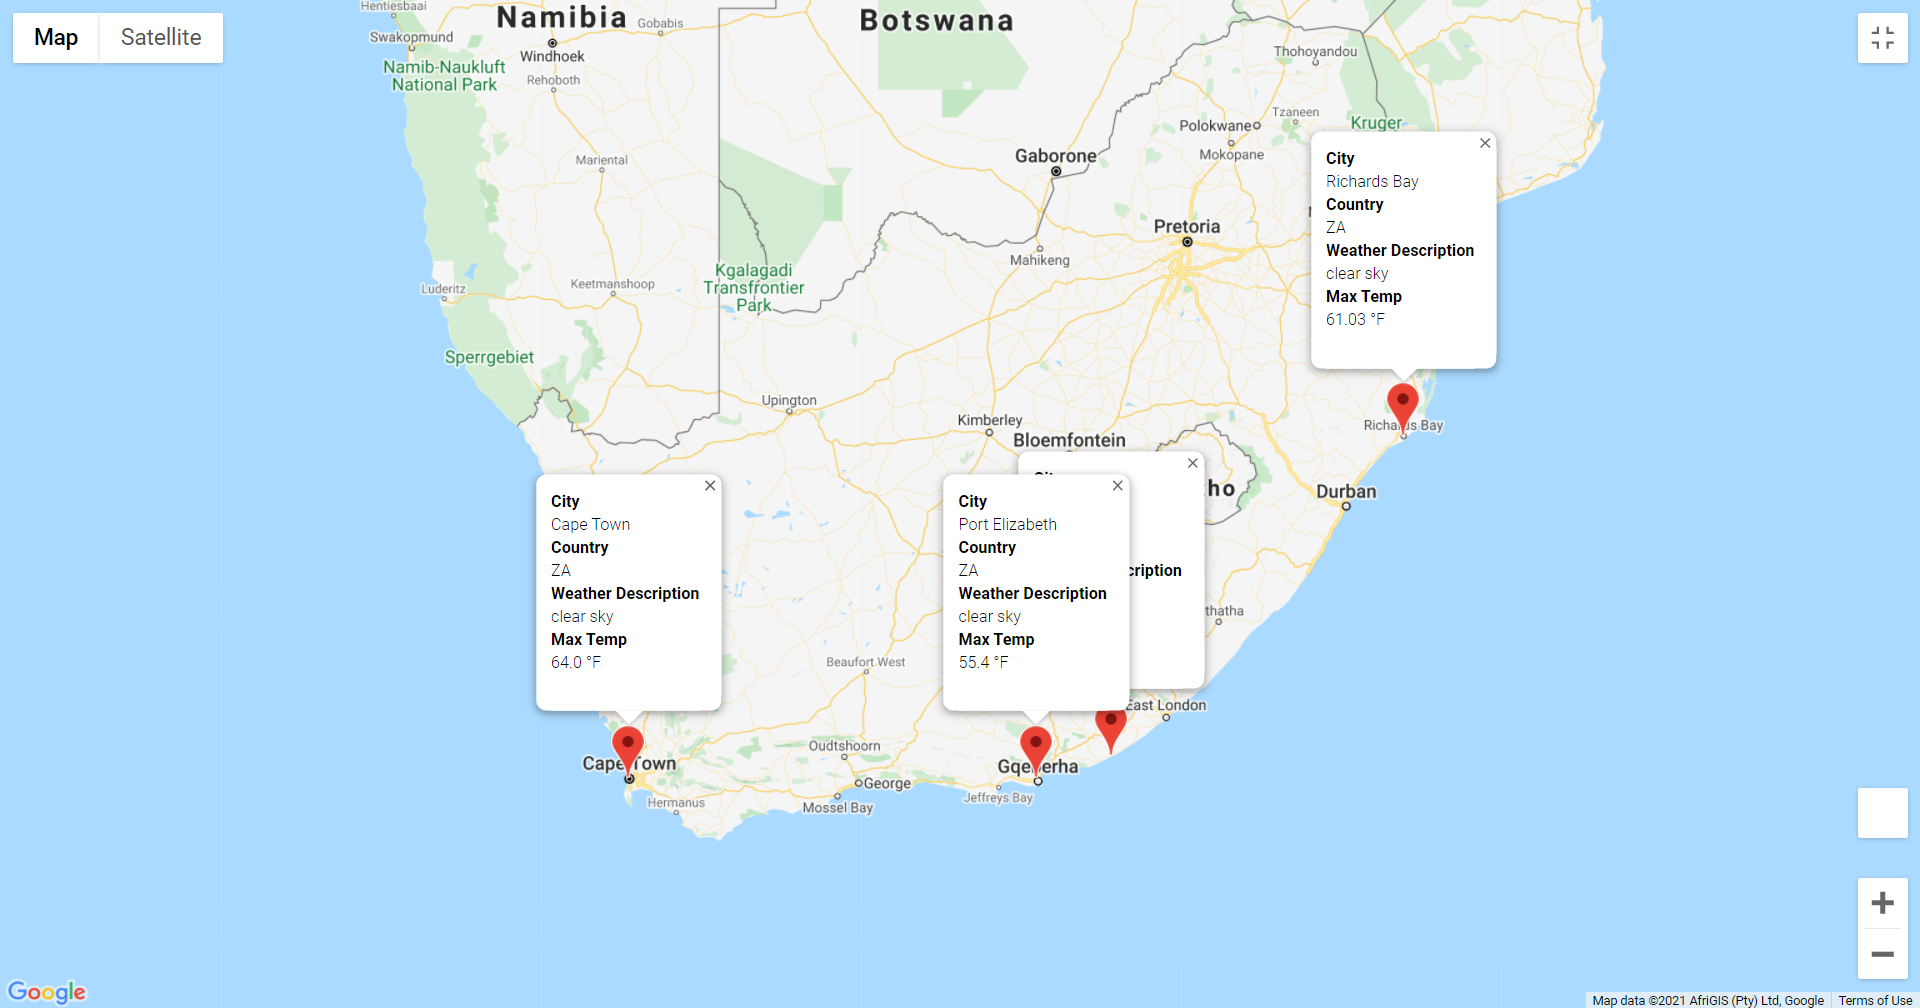 Map
Satellite
Hentiesbaai
Swakopmund
Namibia
Gobabis
Windhoek
Rehoboth
Namib-Naukluft
National Park
Botswana
Thohoyandou
Tzaneen
Kruger
Polokwane
Mokopane
Gaborone
Mariental
Pretoria
Mahikeng
Kgalagadi
Transfrontier
Park
Keetmanshoop
Luderitz
Sperrgebiet
Upington
Kimberley
Bloemfontein
City
Richards Bay
Country
ZA
Weather Description
clear sky
Max Temp
61.03 °F
Richards Bay
Durban
City
Cape Town
Country
ZA
Weather Description
clear sky
Max Temp
64.0 °F
City
Port Elizabeth
Country
ZA
Weather Description
clear sky
Max Temp
55.4 °F
ho
cription
thatha
Beaufort West
East London
Oudtshoorn
Cape Town
George
Hermanus
Mossel Bay
Jeffreys Bay
Gqeberha
Google
Map data ©2021 AfriGIS (Pty) Ltd, Google
Terms of Use